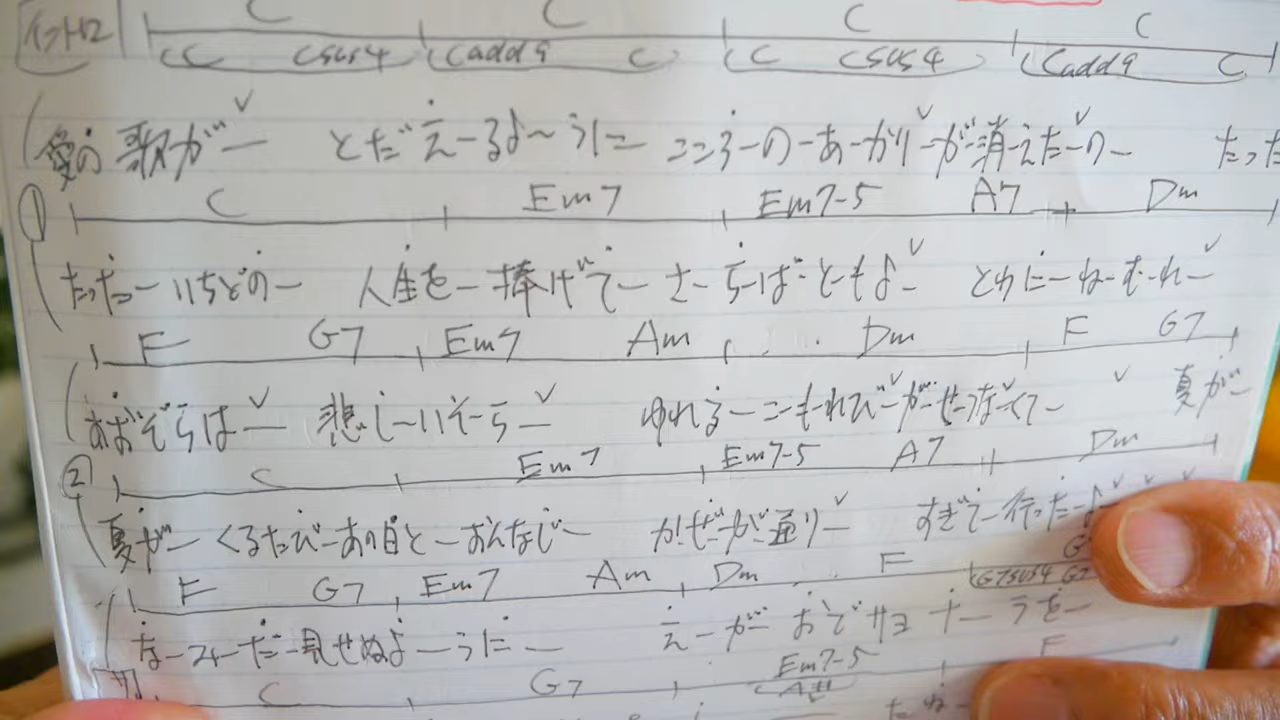 イントロ C C C C
C Csus4 Cadd9 C C Csus4 Cadd9 C
愛の 歌がー とだえーるよ〜うにー こころーのーあーかりーが消えたーのー たった
① C Em7 Em7-5 A7 Dm
たったー いちどのー 人生をー捧げてー さーらーばーともよー とわにーねーむーれー
F G7 Em7 Am Dm F G7
あおぞらはー 悲しーいそーらー ゆれるーこーもーれびーがーせつなくてー 夏がー
② C Em7 Em7-5 A7 Dm
夏がー くるたびーあの日とーおんなじー かぜーが通りー すぎてー行ったーよ
F G7 Em7 Am Dm F G7sus4 G7
なーみーだー見せぬよーうにー えーがー
サ C G7 Em7-5 F